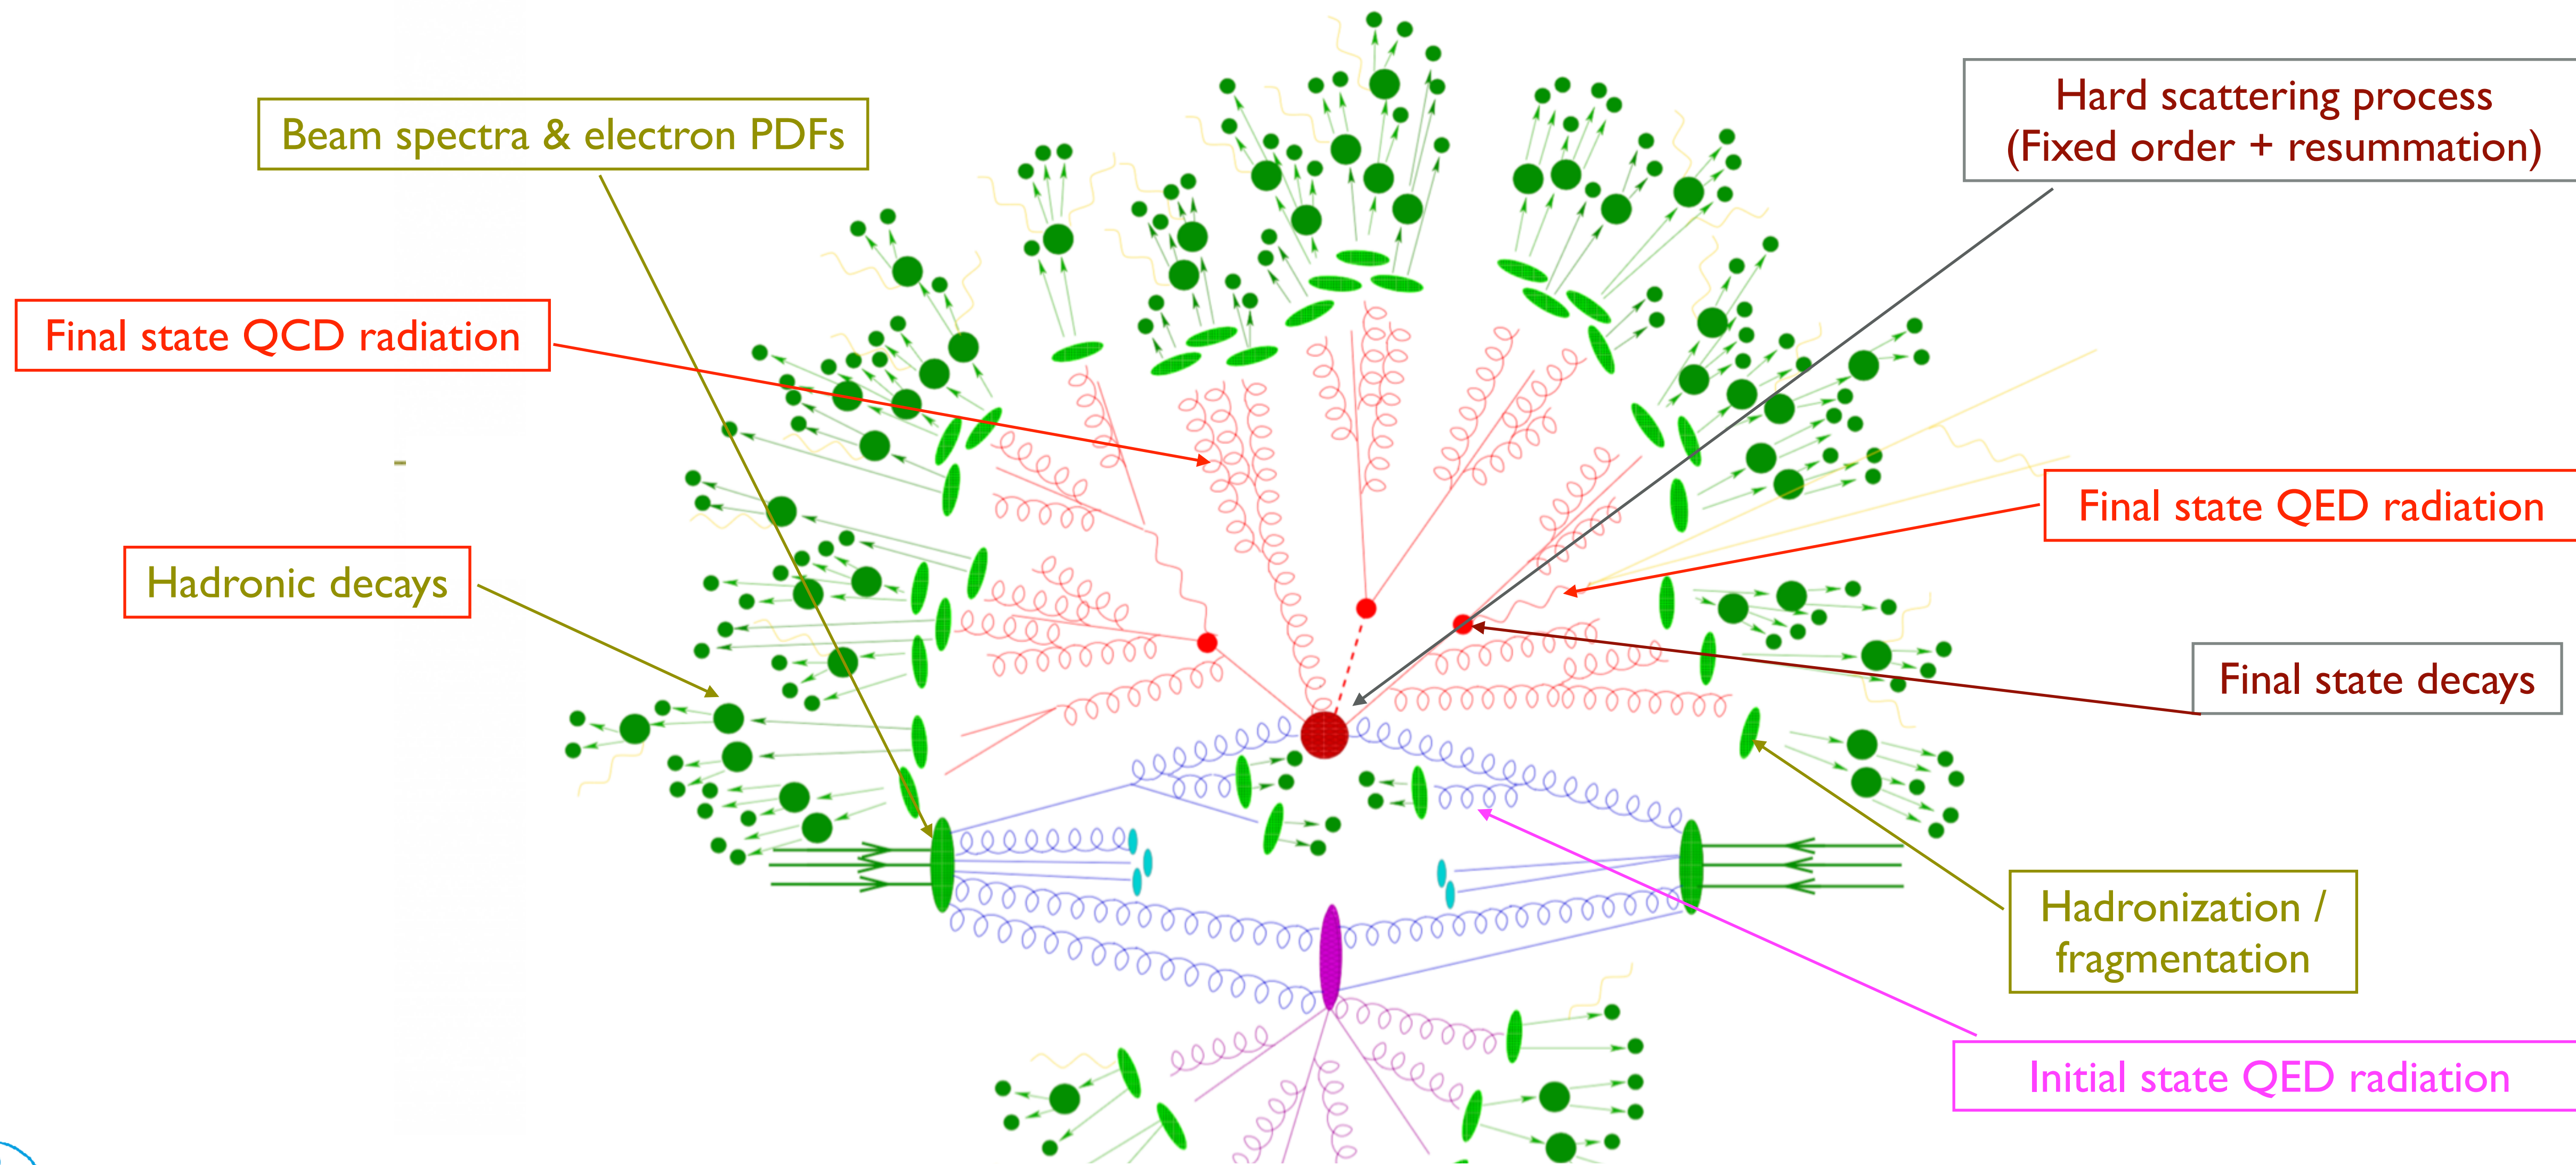 Beam spectra & electron PDFs
Hard scattering process
(Fixed order + resummation)
Final state QCD radiation
Final state QED radiation
Hadronic decays
Final state decays
Hadronization /
fragmentation
Initial state QED radiation